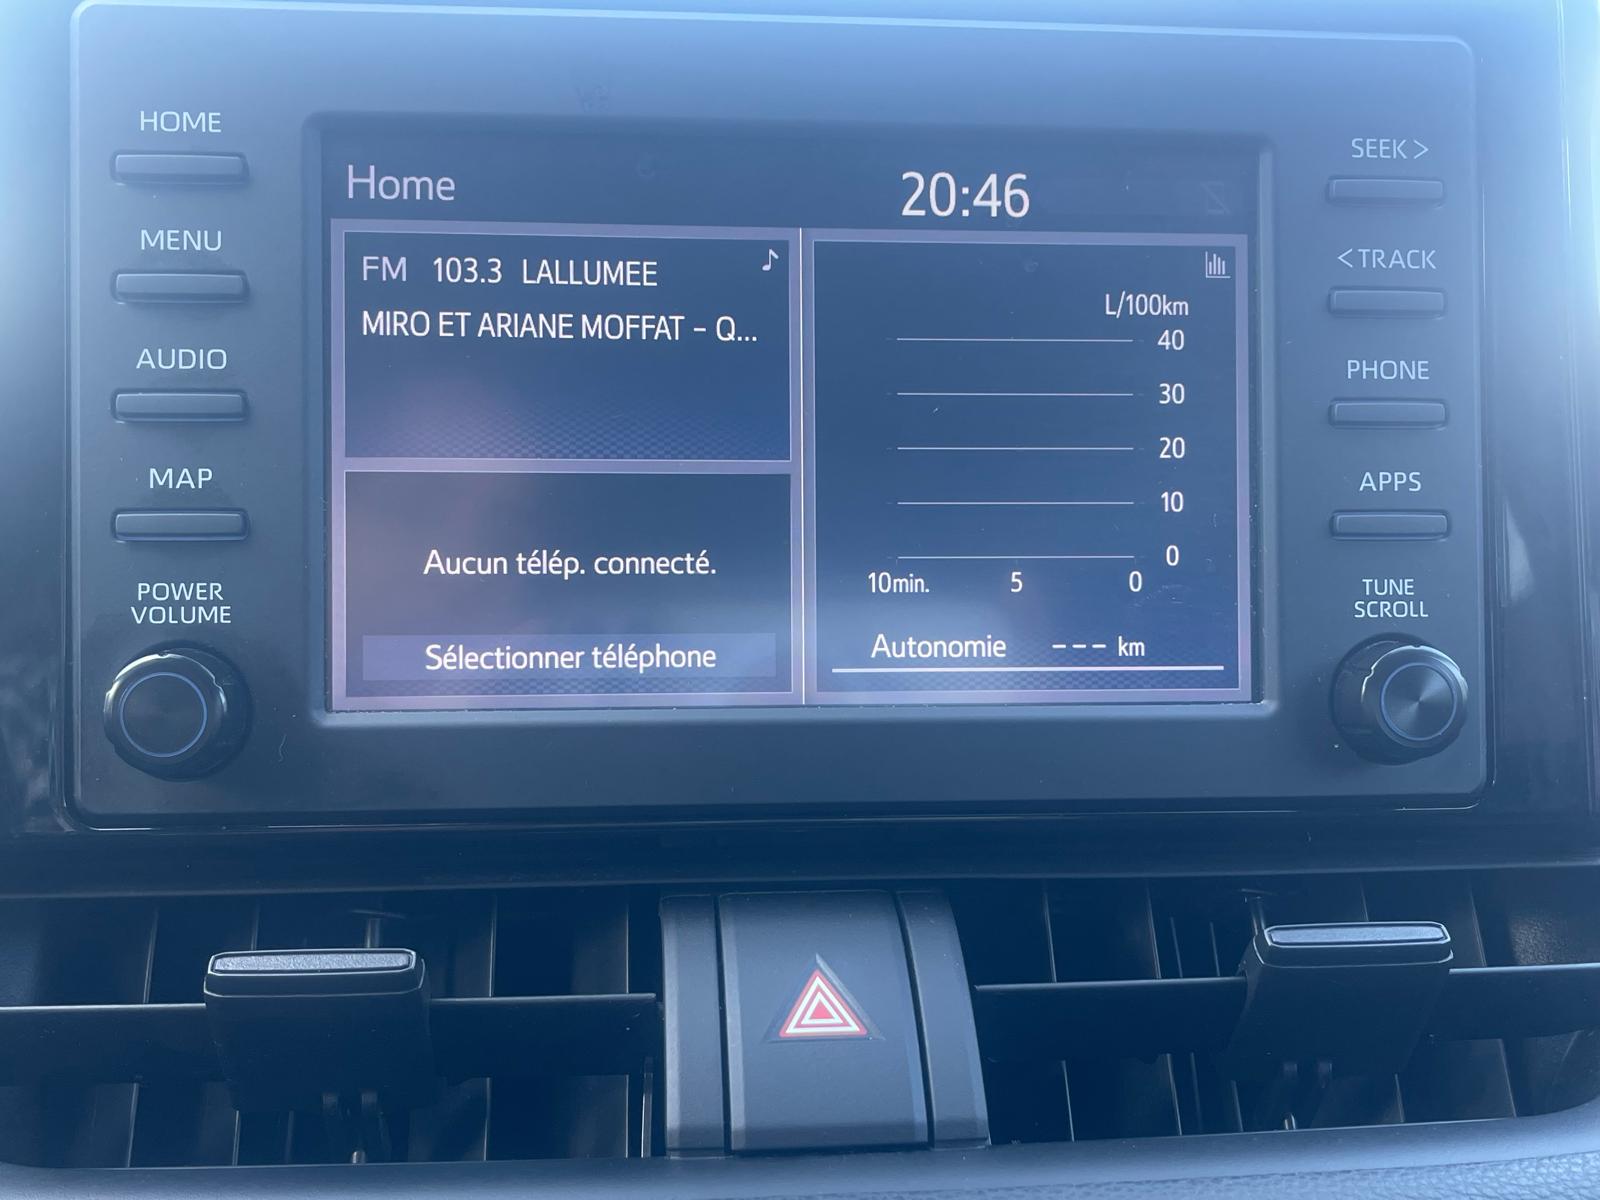 HOME
MENU
AUDIO
MAP
POWER
VOLUME
Home
20:46
FM 103.3 LALLUMEE
MIRO ET ARIANE MOFFAT – Q...
Aucun télép. connecté.
Sélectionner téléphone
L/100km
40
30
20
10
0
10min. 5 0
Autonomie --- km
SEEK >
< TRACK
PHONE
APPS
TUNE
SCROLL